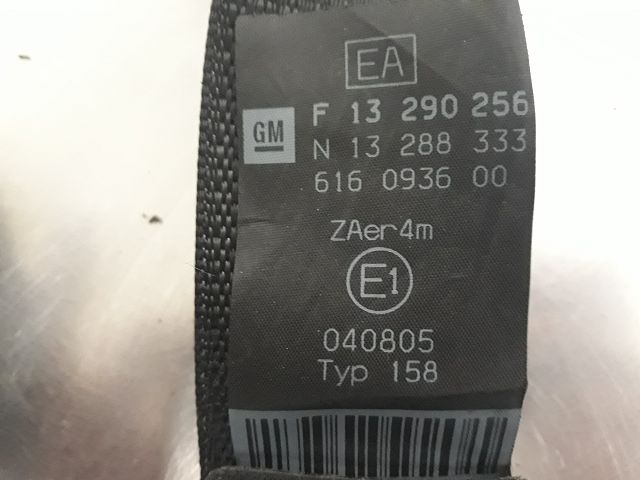 EA
GM
F 13 290 256
N 13 288 333
616 0936 00
ZAer4m
E1
040805
Typ 158